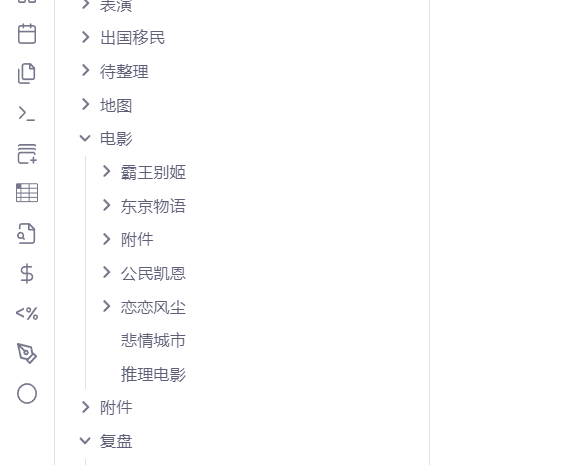 表演
出国移民
待整理
地图
电影
霸王别姬
东京物语
附件
公民凯恩
恋恋风尘
悲情城市
推理电影
附件
复盘